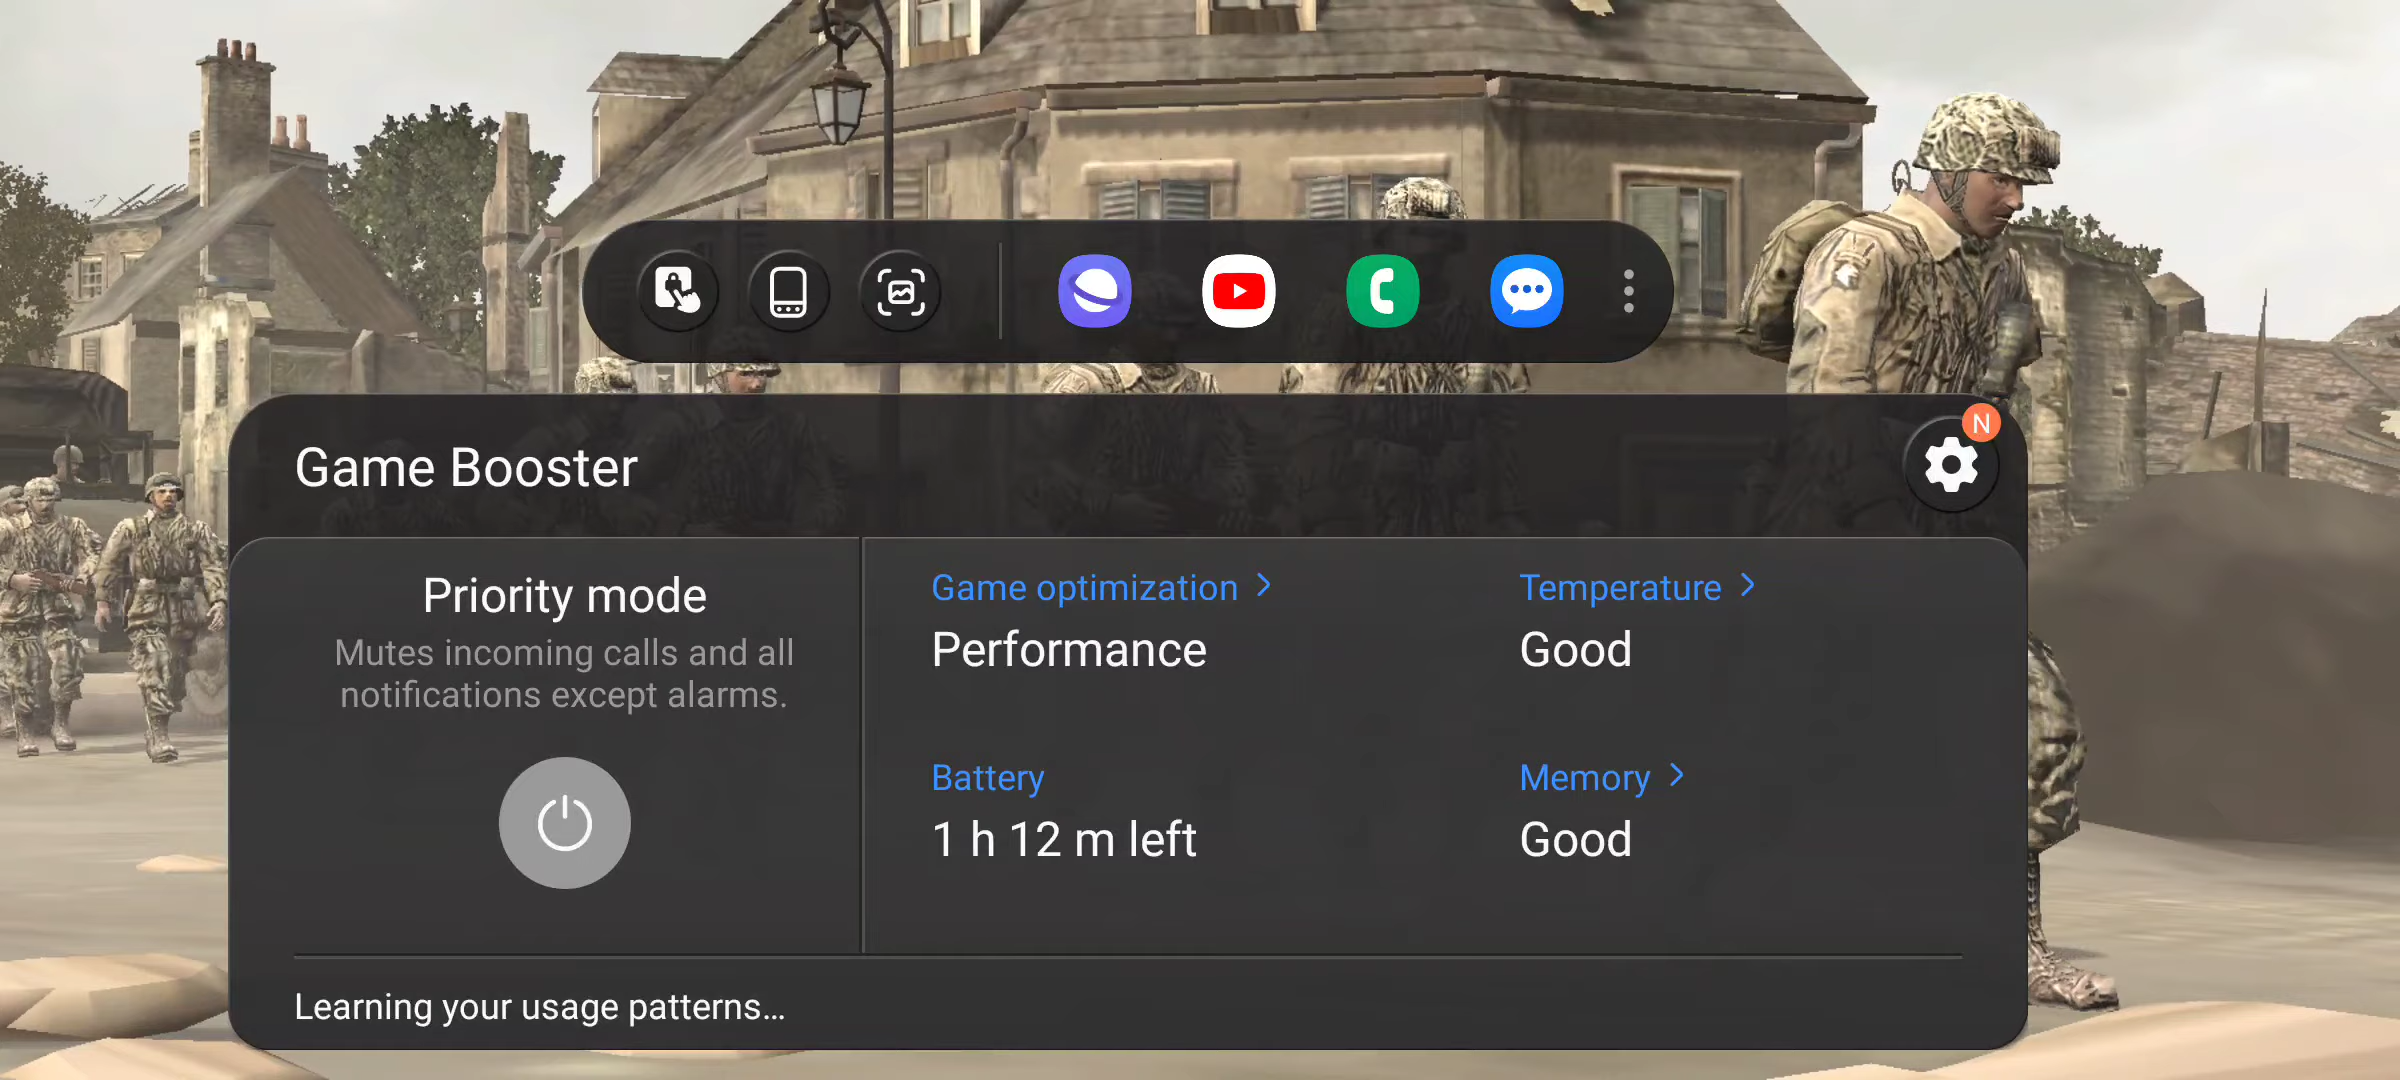 N
Game Booster
Priority mode
Mutes incoming calls and all
notifications except alarms.
Game optimization
Performance
Temperature
Good
Battery
1 h 12 m left
Memory
Good
Learning your usage patterns...